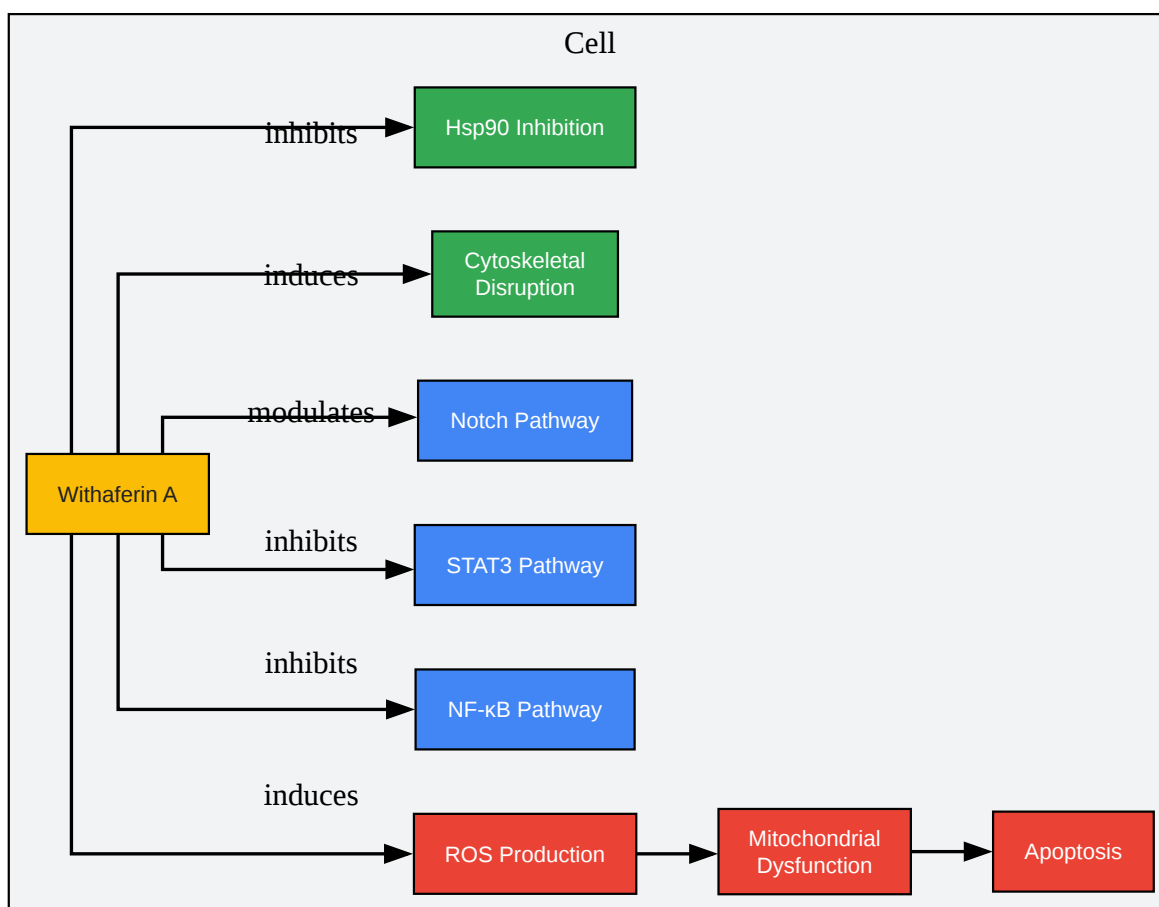 Cell
inhibits
Hsp90 Inhibition
induces
Cytoskeletal
Disruption
modulates
Notch Pathway
Withaferin A
inhibits
STAT3 Pathway
inhibits
NF-κB Pathway
induces
ROS Production
Mitochondrial
Dysfunction
Apoptosis